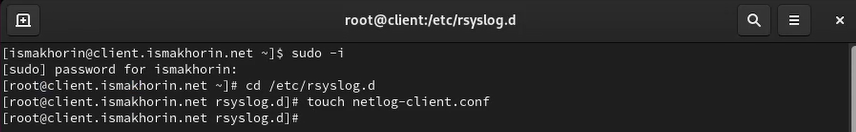 root@client:/etc/rsyslog.d
[ismakhorin@client.ismakhorin.net ~]$ sudo -i
[sudo] password for ismakhorin:
[root@client.ismakhorin.net ~]# cd /etc/rsyslog.d
[root@client.ismakhorin.net rsyslog.d]# touch netlog-client.conf
[root@client.ismakhorin.net rsyslog.d]#